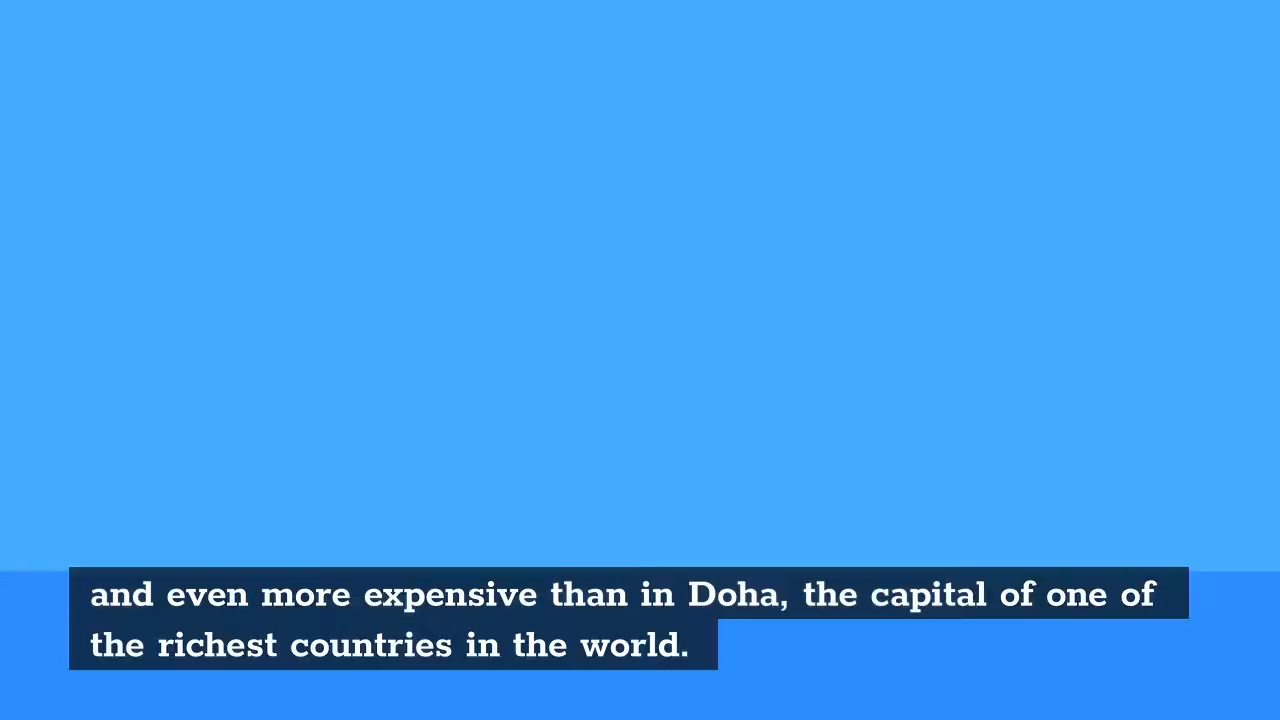 and even more expensive than in Doha, the capital of one of
the richest countries in the world.